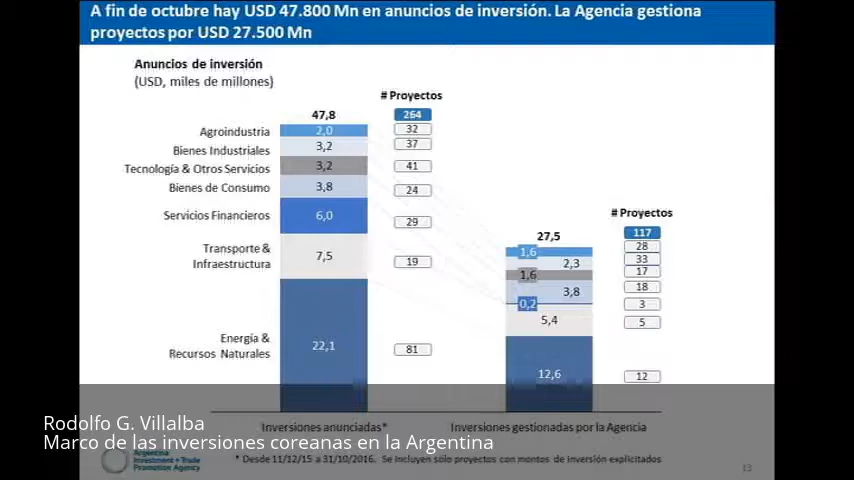 A fin de octubre hay USD 47.800 Mn en anuncios de inversión. La Agencia gestiona
proyectos por USD 27.500 Mn
Anuncios de inversión
(USD, miles de millones)
# Proyectos
47,8
264
Agroindustria
2,0
32
Bienes Industriales
3,2
37
Tecnología & Otros Servicios
3,2
41
Bienes de Consumo
3,8
24
Servicios Financieros
6,0
29
Transporte &
Infraestructura
7,5
19
Energía &
Recursos Naturales
22,1
81
# Proyectos
27,5
117
1,6
28
2,3
33
1,6
17
3,8
18
0,2
3
5,4
5
12,6
12
Inversiones anunciadas*
Inversiones gestionadas por la Agencia
Rodolfo G. Villalba
Marco de las inversiones coreanas en la Argentina
Argentina
Investment + Trade
Promotion Agency
* Desde 11/12/15 a 31/10/2016. Se incluyen sólo proyectos con montos de inversión explicitados
13